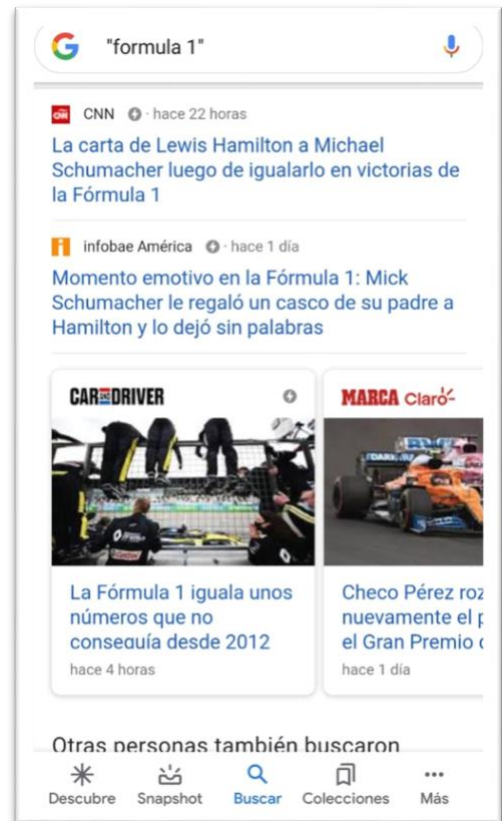 "formula 1"
CNN · hace 22 horas
La carta de Lewis Hamilton a Michael
Schumacher luego de igualarlo en victorias de
la Fórmula 1
infobae América · hace 1 día
Momento emotivo en la Fórmula 1: Mick
Schumacher le regaló un casco de su padre a
Hamilton y lo dejó sin palabras
CAR AND DRIVER
MARCA Claro
La Fórmula 1 iguala unos
números que no
conseguía desde 2012
hace 4 horas
Checo Pérez roz
nuevamente el p
el Gran Premio
hace 1 día
Otras personas también buscaron
Descubre Snapshot Buscar Colecciones Más